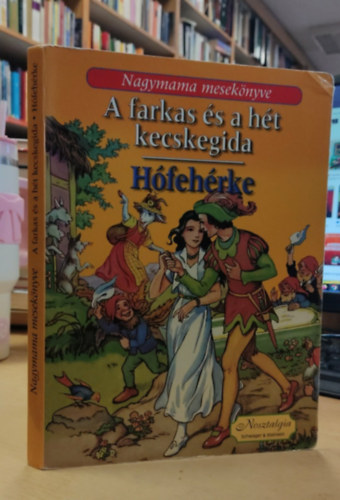 Nagymama mesekönyve
A farkas és a hét
kecskegida
Hófehérke
Nosztalgia
Nagymama mesekönyve A farkas és a hét kecskegida • Hófehérke